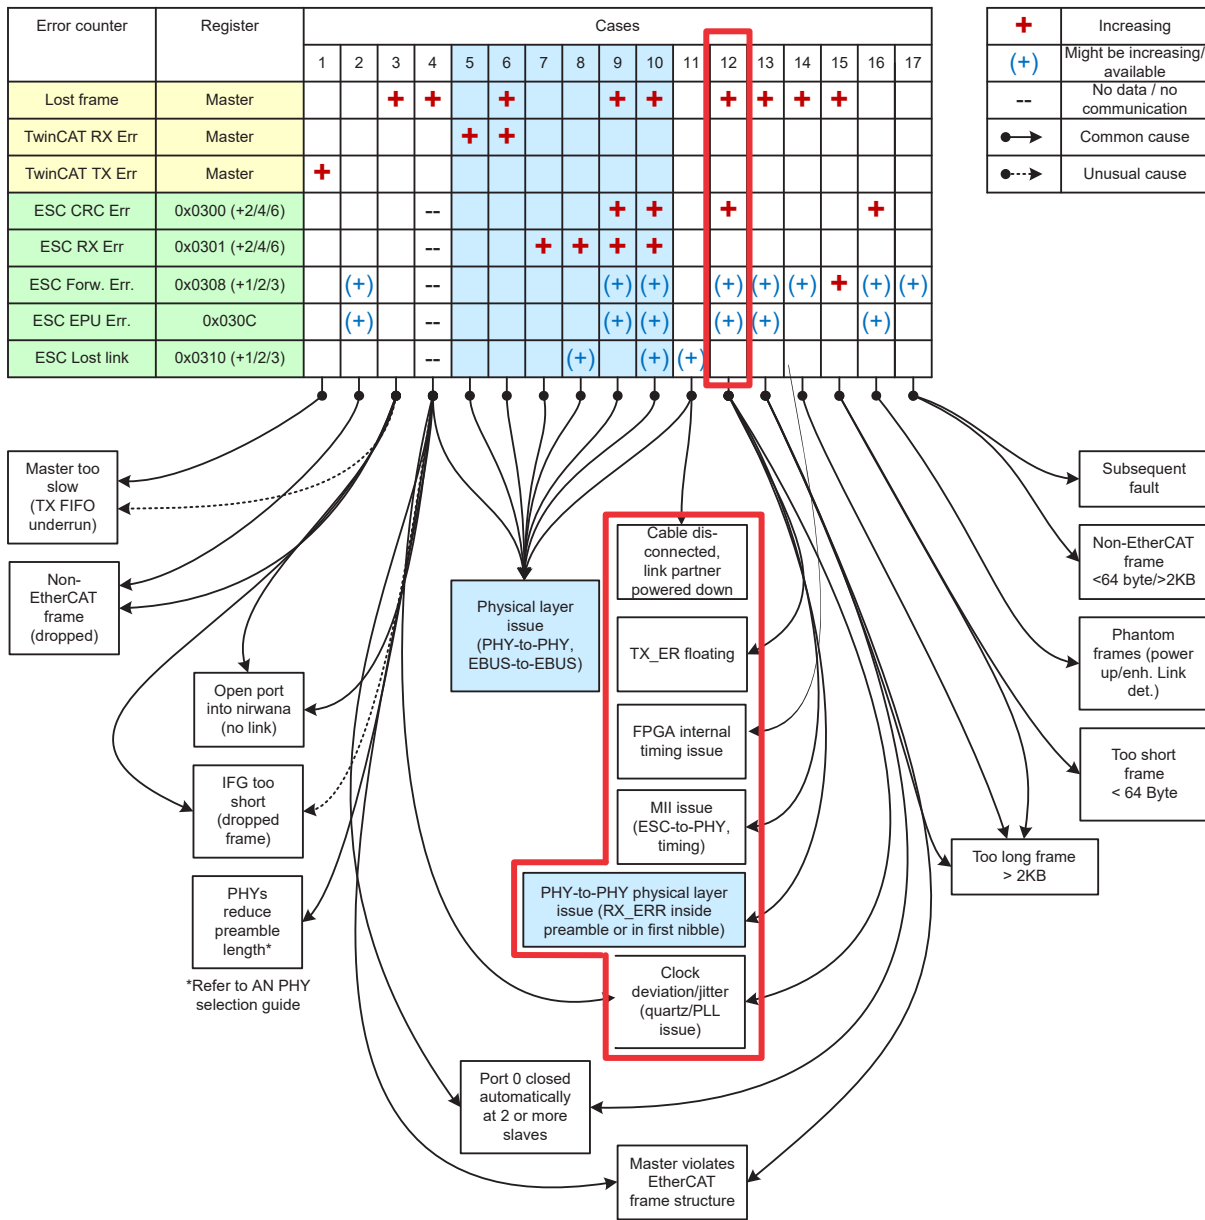 Error counter
Register
Cases
1 2 3 4 5 6 7 8 9 10 11 12 13 14 15 16 17
Lost frame Master + + + + + + + + +
TwinCAT RX Err Master + +
TwinCAT TX Err Master +
ESC CRC Err 0x0300 (+2/4/6) -- + + + +
ESC RX Err 0x0301 (+2/4/6) -- + + + +
ESC Forw. Err. 0x0308 (+1/2/3) (+) -- (+) (+) (+) (+) (+) + (+) (+)
ESC EPU Err. 0x030C (+) -- (+) (+) (+) (+) (+)
ESC Lost link 0x0310 (+1/2/3) -- (+) (+) (+)
+ Increasing
(+) Might be increasing/
available
-- No data / no
communication
Common cause
Unusual cause
Master too
slow
(TX FIFO
underrun)
Non-
EtherCAT
frame
(dropped)
Open port
into nirwana
(no link)
IFG too
short
(dropped
frame)
PHYs
reduce
preamble
length*
*Refer to AN PHY
selection guide
Physical layer
issue
(PHY-to-PHY,
EBUS-to-EBUS)
Cable dis-
connected,
link partner
powered down
TX_ER floating
FPGA internal
timing issue
MII issue
(ESC-to-PHY,
timing)
PHY-to-PHY physical layer
issue (RX_ERR inside
preamble or in first nibble)
Clock
deviation/jitter
(quartz/PLL
issue)
Port 0 closed
automatically
at 2 or more
slaves
Master violates
EtherCAT
frame structure
Subsequent
fault
Non-EtherCAT
frame
<64 byte/>2KB
Phantom
frames (power
up/enh. Link
det.)
Too short
frame
< 64 Byte
Too long frame
> 2KB